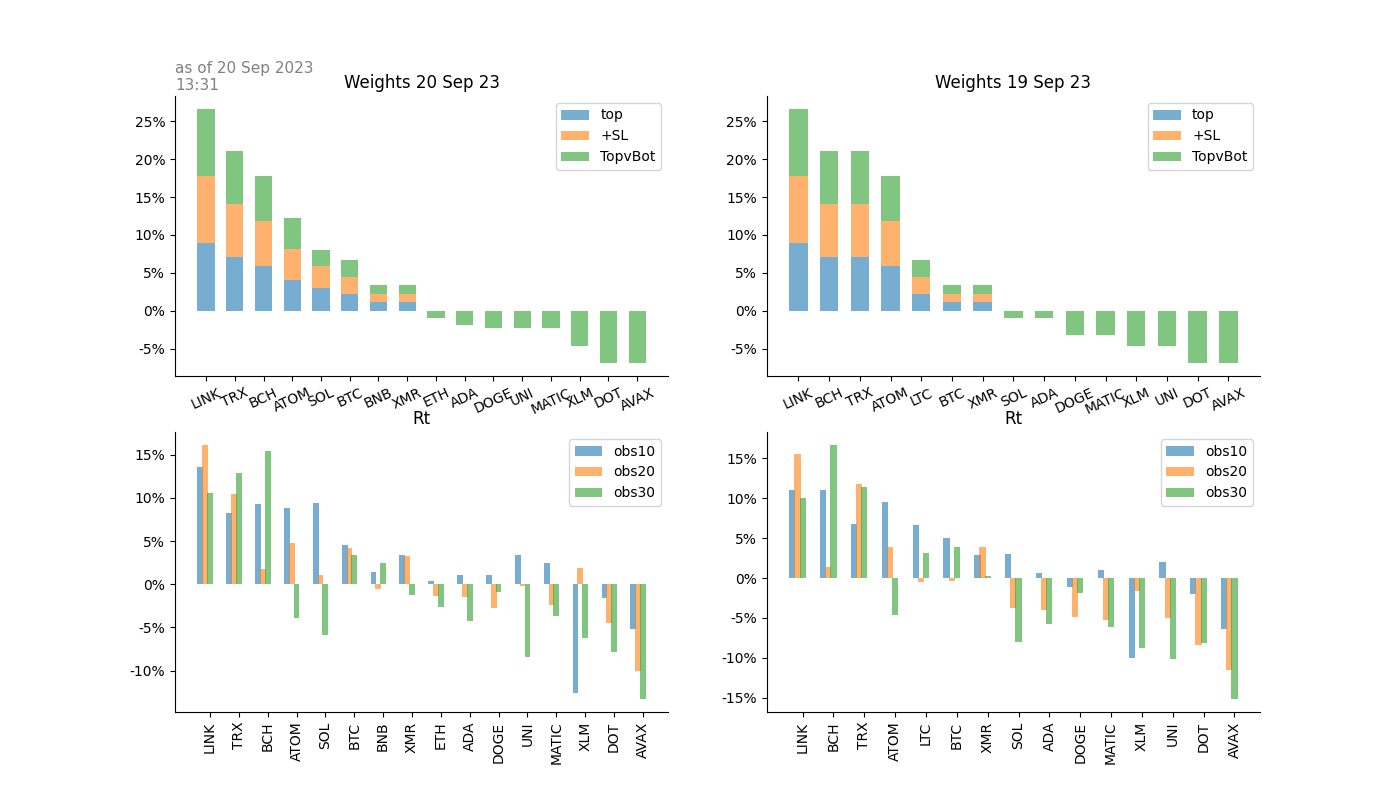 as of 20 Sep 2023
13:31
Weights 20 Sep 23
25%
20%
15%
10%
5%
0%
-5%
top
+SL
TopvBot
LINK TRX BCH ATOM SOL BTC BNB XMR ETH ADA DOGE UNI MATIC XLM DOT AVAX
Weights 19 Sep 23
25%
20%
15%
10%
5%
0%
-5%
top
+SL
TopvBot
LINK BCH TRX ATOM LTC BTC XMR SOL ADA DOGE MATIC XLM UNI DOT AVAX
Rt
15%
10%
5%
0%
-5%
-10%
obs10
obs20
obs30
LINK TRX BCH ATOM SOL BTC BNB XMR ETH ADA DOGE UNI MATIC XLM DOT AVAX
Rt
15%
10%
5%
0%
-5%
-10%
-15%
obs10
obs20
obs30
LINK BCH TRX ATOM LTC BTC XMR SOL ADA DOGE MATIC XLM UNI DOT AVAX